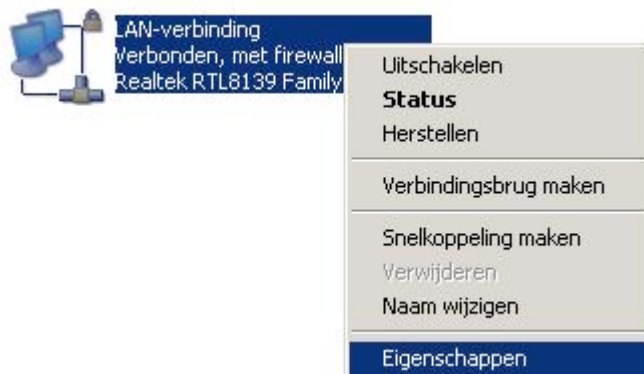 LAN-verbinding
Verbonden, met firewall
Realtek RTL8139 Family
Uitschakelen
Status
Herstellen
Verbindingsbrug maken
Snelkoppeling maken
Verwijderen
Naam wijzigen
Eigenschappen